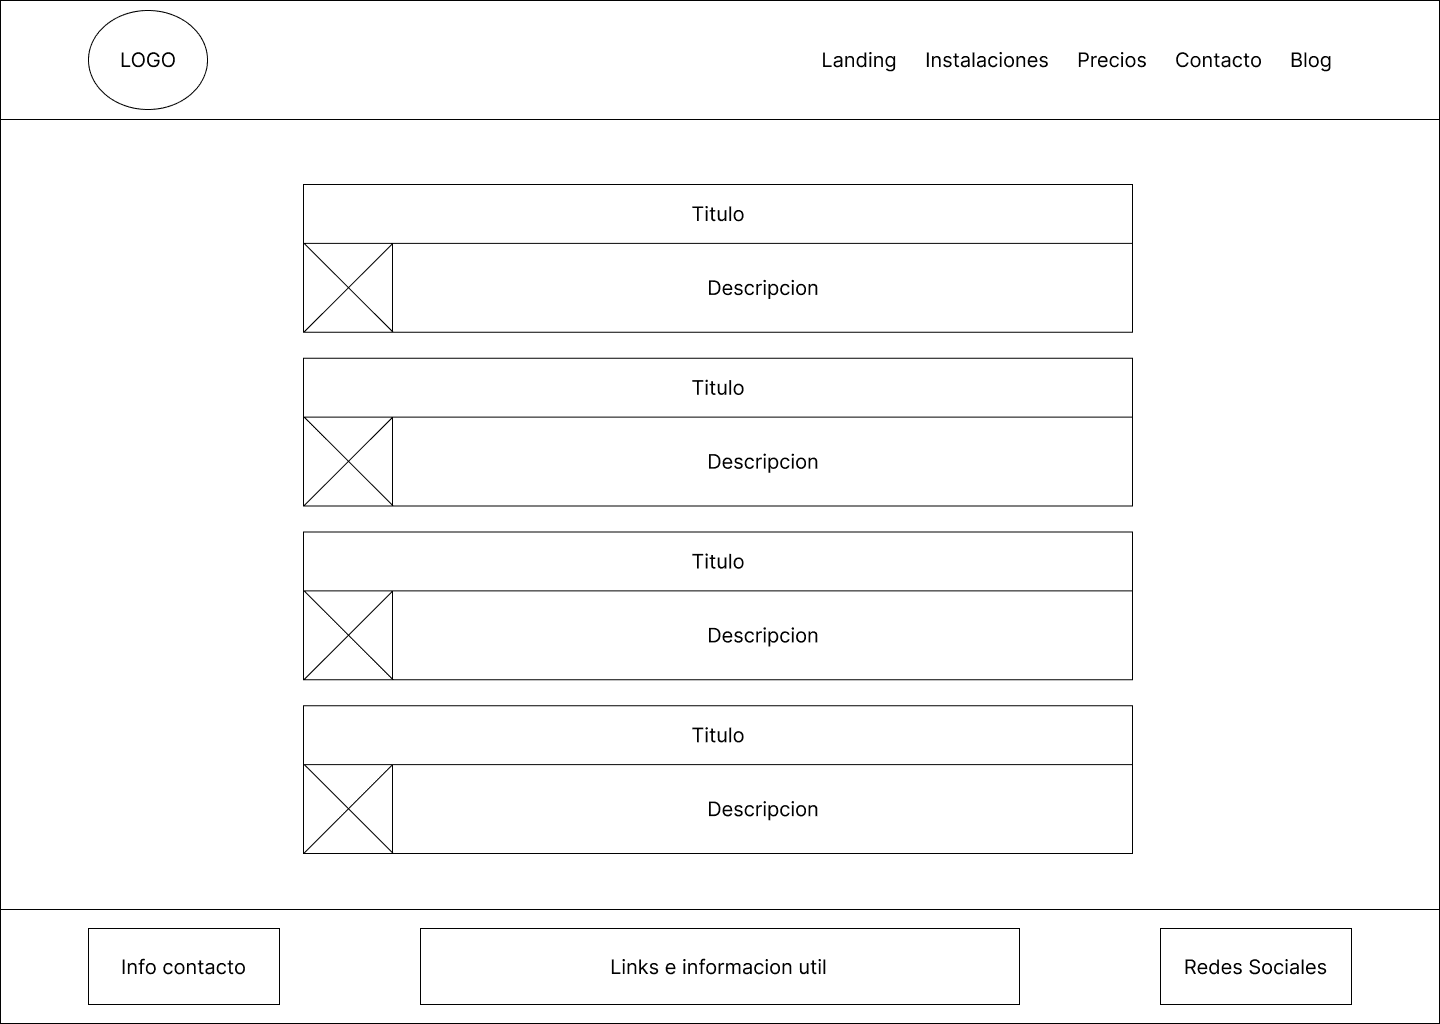 LOGO
Landing Instalaciones Precios Contacto Blog
Titulo
Descripcion
Titulo
Descripcion
Titulo
Descripcion
Titulo
Descripcion
Info contacto
Links e informacion util
Redes Sociales